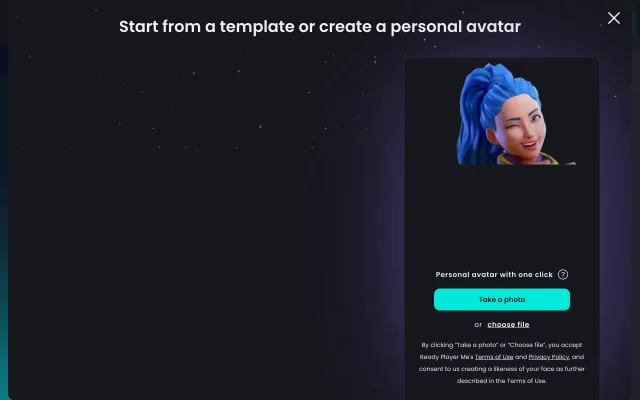 Start from a template or create a personal avatar
Personal avatar with one click ?
Take a photo
or choose file
By clicking “Take a photo” or “Choose file”, you accept
Ready Player Me's Terms of Use and Privacy Policy, and
consent to us creating a likeness of your face as further
described in the Terms of Use.